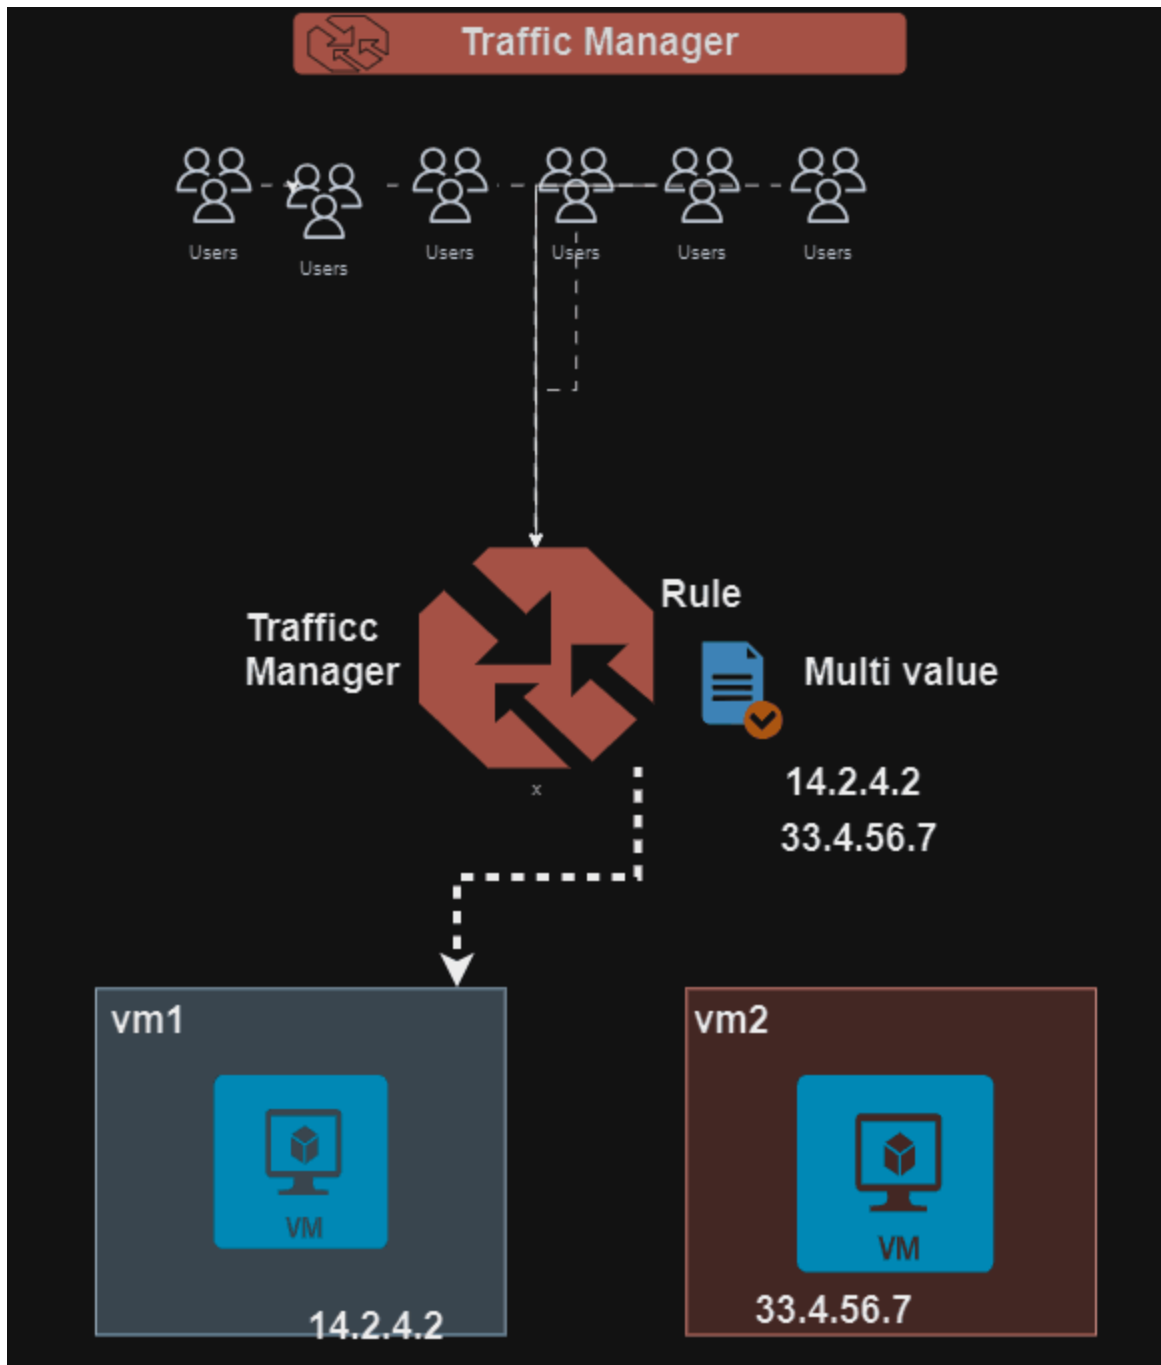 Traffic Manager
Users
Users
Users
Users
Users
Users
Rule
Trafficc
Manager
Multi value
14.2.4.2
x
33.4.56.7
vm1
vm2
VM
VM
14.2.4.2
33.4.56.7